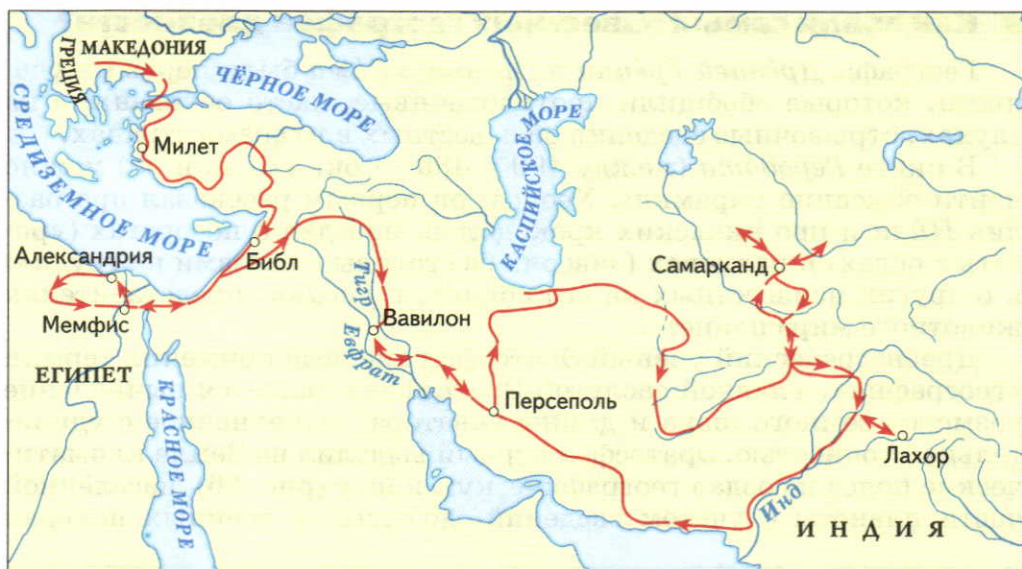 МАКЕДОНИЯ
ГРЕЦИЯ
ЧЁРНОЕ МОРЕ
СРЕДИЗЕМНОЕ МОРЕ
Милет
КАСПИЙСКОЕ МОРЕ
Александрия
Библ
Самарканд
Мемфис
Тигр
Вавилон
Евфрат
ЕГИПЕТ
КРАСНОЕ МОРЕ
Персеполь
Лахор
Инд
ИНДИЯ